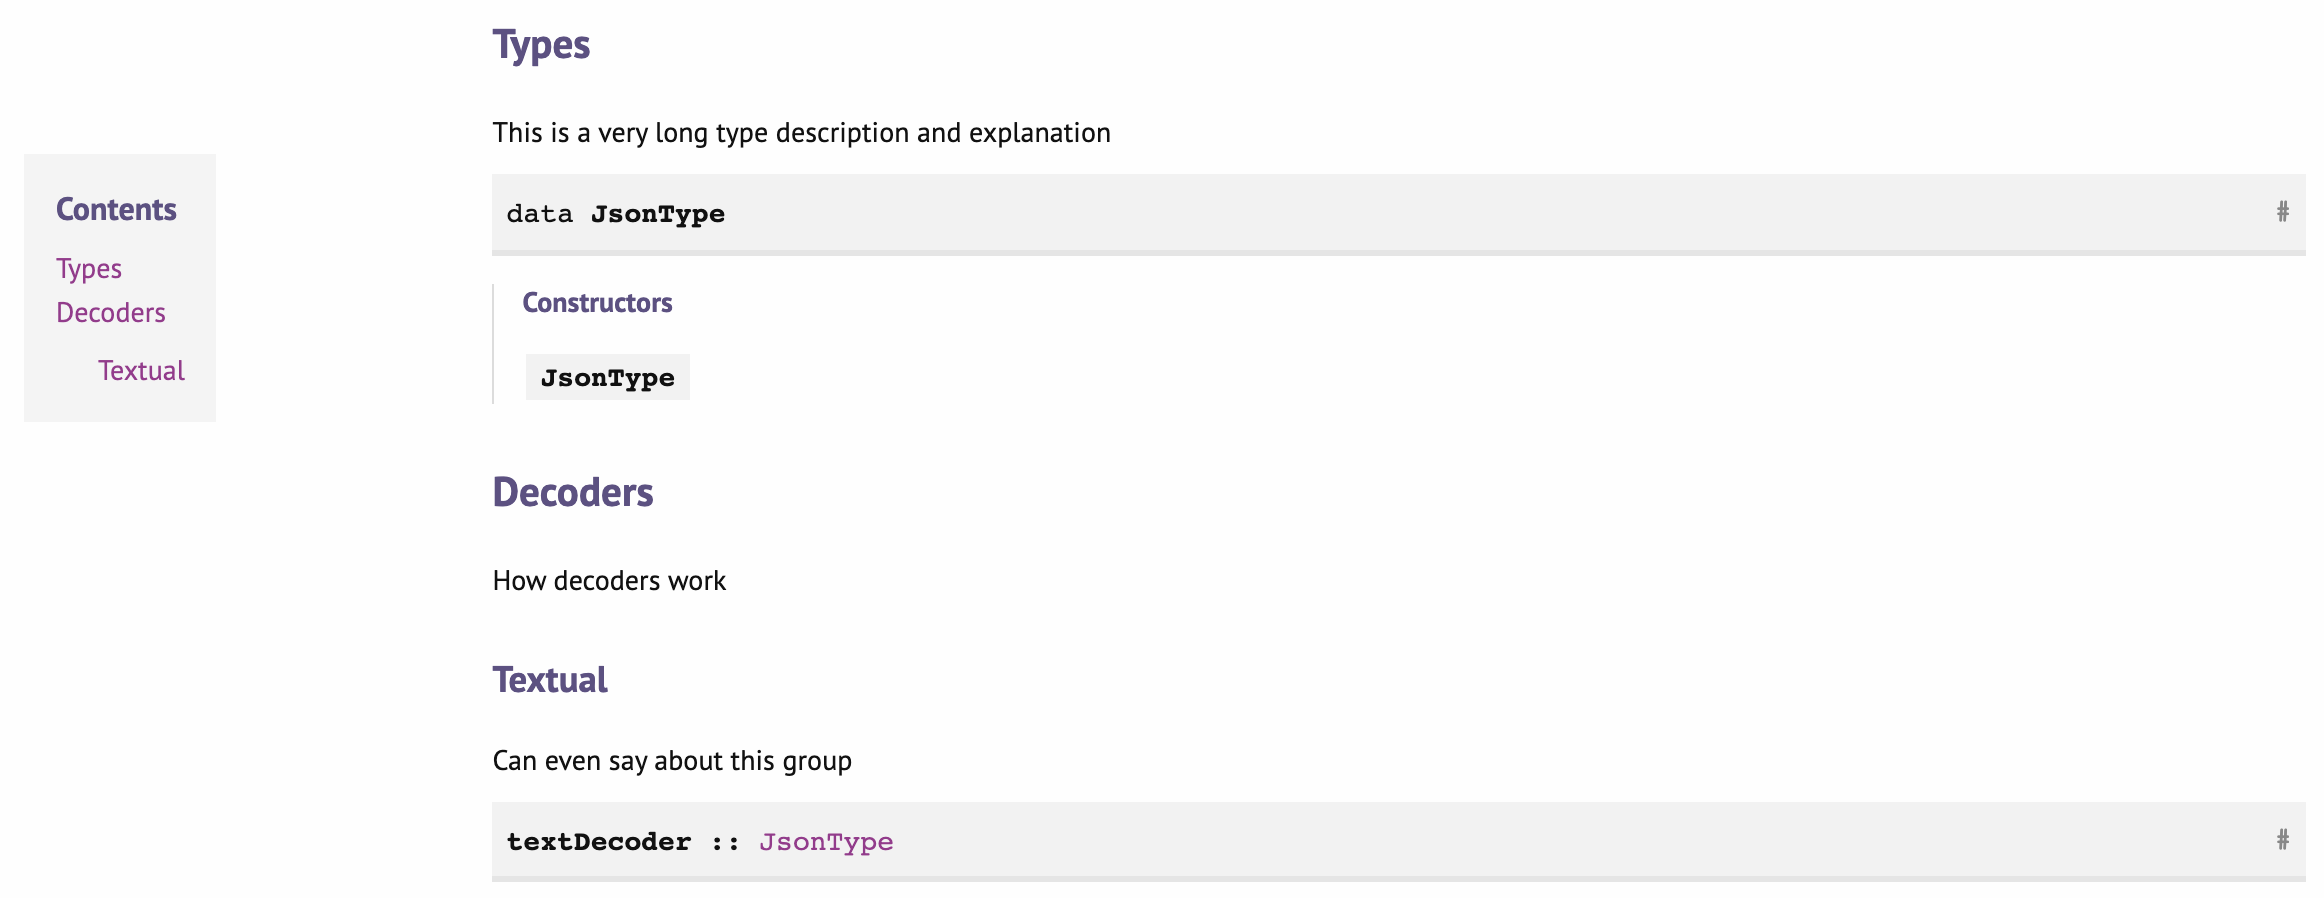 Contents
Types
Decoders
Textual
Types
This is a very long type description and explanation
data JsonType #
Constructors
JsonType
Decoders
How decoders work
Textual
Can even say about this group
textDecoder :: JsonType #